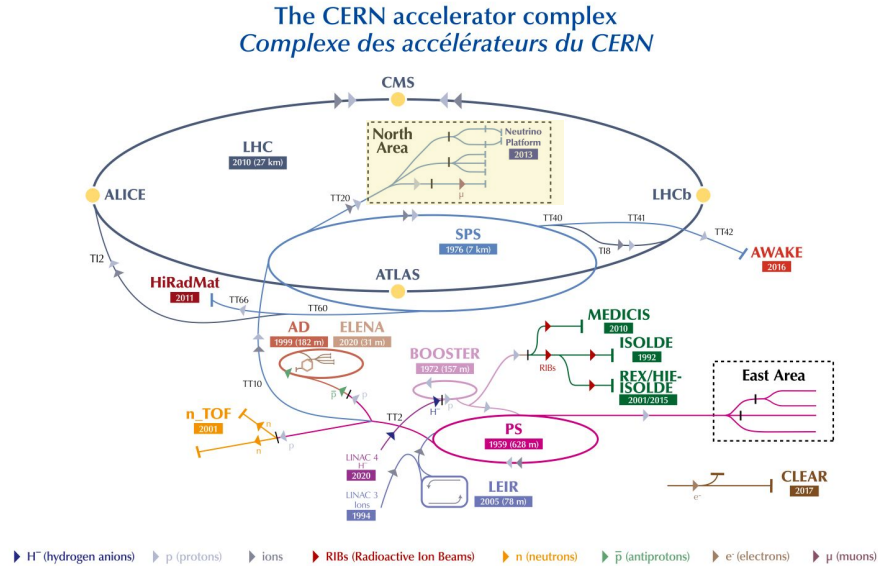 The CERN accelerator complex
Complexe des accélérateurs du CERN
CMS
North
Area
Neutrino
Platform
2013
LHC
2010 (27 km)
μ
ALICE
LHCb
TT20
TT40
TT41
TT42
SPS
1976 (7 km)
TI2
TI8
AWAKE
2016
HiRadMat
2011
ATLAS
TT66
TT60
MEDICIS
2010
AD
1999 (182 m)
ELENA
2020 (31 m)
ISOLDE
1992
BOOSTER
1972 (157 m)
RIBs
REX/HIE-
ISOLDE
2001/2015
East Area
TT10
p̅
p
H⁻
p
TT2
n_TOF
2001
n
n
p
PS
1959 (628 m)
LINAC 4
H⁻
2020
LINAC 3
Ions
1994
LEIR
2005 (78 m)
CLEAR
2017
e⁻
H⁻ (hydrogen anions)
p (protons)
ions
RIBs (Radioactive Ion Beams)
n (neutrons)
p̅ (antiprotons)
e⁻ (electrons)
μ (muons)